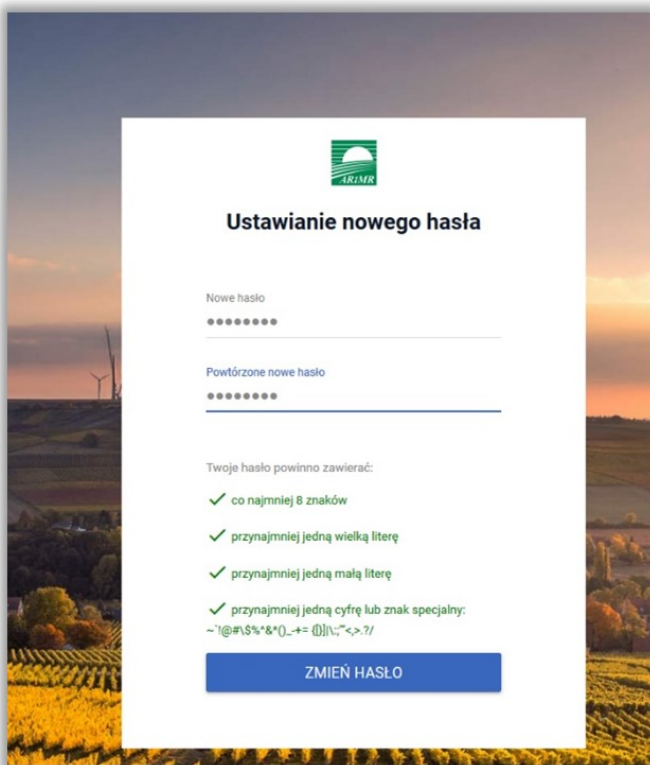 ARiMR
Ustawianie nowego hasła
Nowe hasło
Powtórzone nowe hasło
Twoje hasło powinno zawierać:
co najmniej 8 znaków
przynajmniej jedną wielką literę
przynajmniej jedną małą literę
przynajmniej jedną cyfrę lub znak specjalny:
~`!@#\$%^&*()_-+= {[}]|\:;"'<,>.?/
ZMIEŃ HASŁO